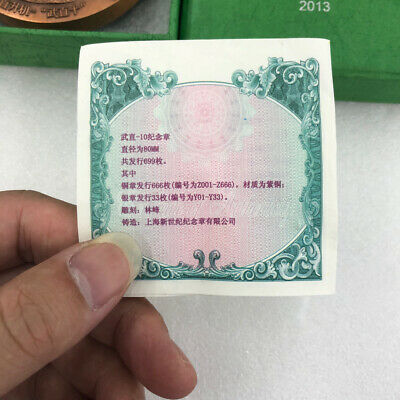 2013
武直-10纪念章
直径为80MM
共发行699枚。
其中
铜章发行666枚(编号为Z001-Z666)。材质为紫铜;
银章发行33枚(编号为Y01-Y33)。
雕刻：林峰
铸造：上海新世纪纪念章有限公司